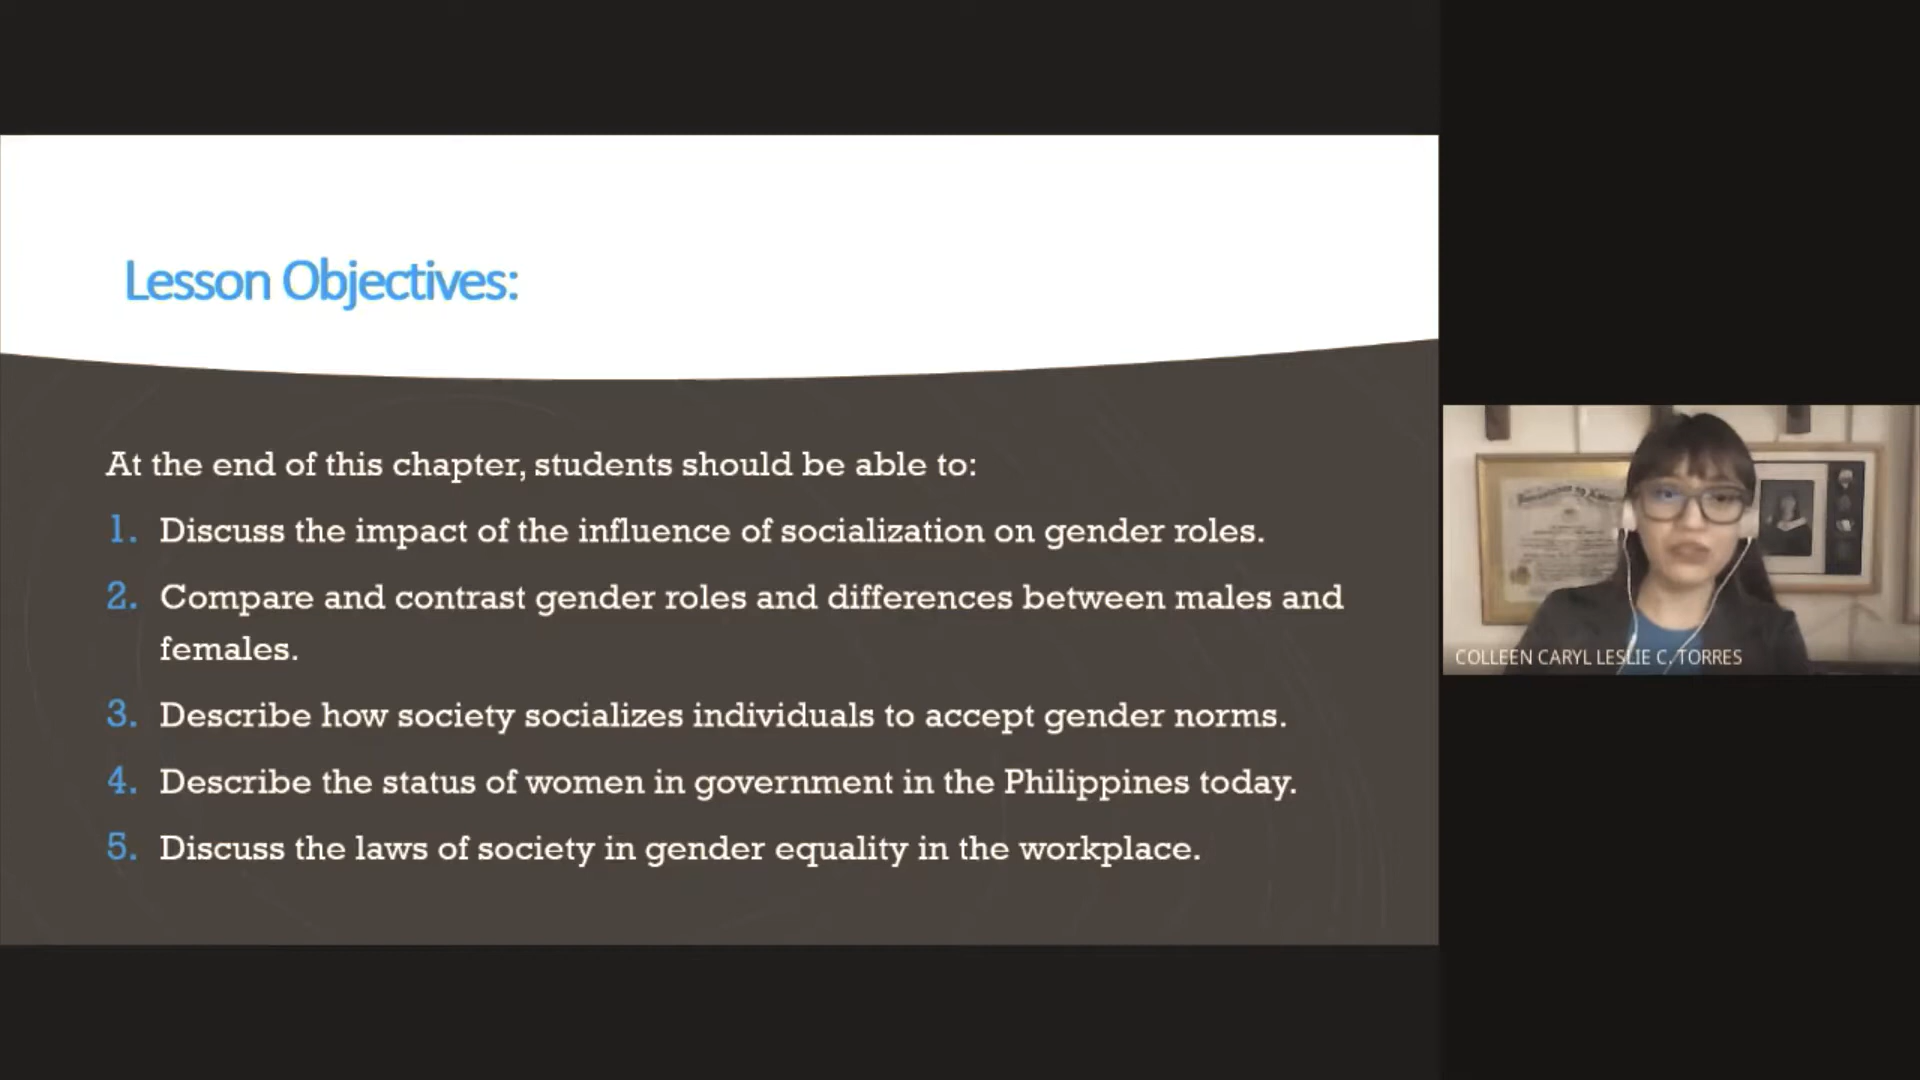 Lesson Objectives:
At the end of this chapter, students should be able to:
1. Discuss the impact of the influence of socialization on gender roles.
2. Compare and contrast gender roles and differences between males and
females.
3. Describe how society socializes individuals to accept gender norms.
4. Describe the status of women in government in the Philippines today.
5. Discuss the laws of society in gender equality in the workplace.
COLLEEN CARYL LESLIE C. TORRES